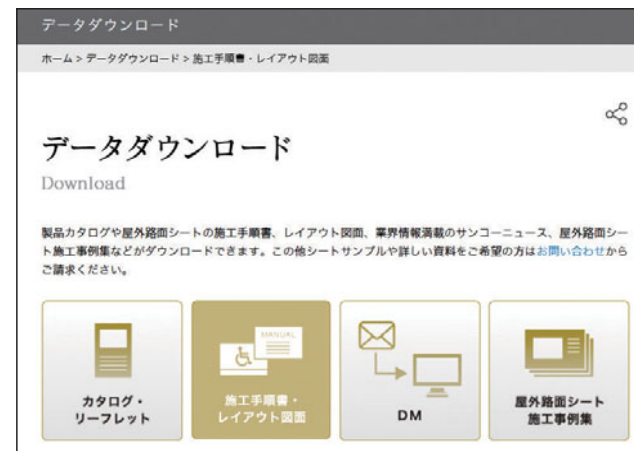 データダウンロード
ホーム > データダウンロード > 施工手順書・レイアウト図面
データダウンロード
Download
製品カタログや屋外路面シートの施工手順書、レイアウト図面、業界情報満載のサンコーニュース、屋外路面シー
ト施工事例集などがダウンロードできます。この他シートサンプルや詳しい資料をご希望の方はお問い合わせから
ご請求ください。
MANUAL
カタログ・
リーフレット
施工手順書・
レイアウト図面
DM
屋外路面シート
施工事例集